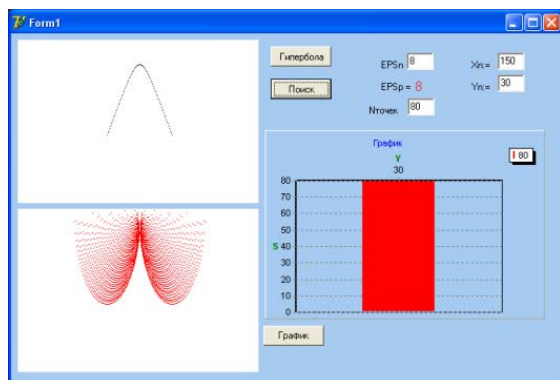 Form1
Гипербола
EPSn 8
Xn:= 150
Поиск
EPSp = 8
Yn:= 30
Nточек 80
График
Y
30
80
80
70
60
50
S 40
30
20
10
0
График